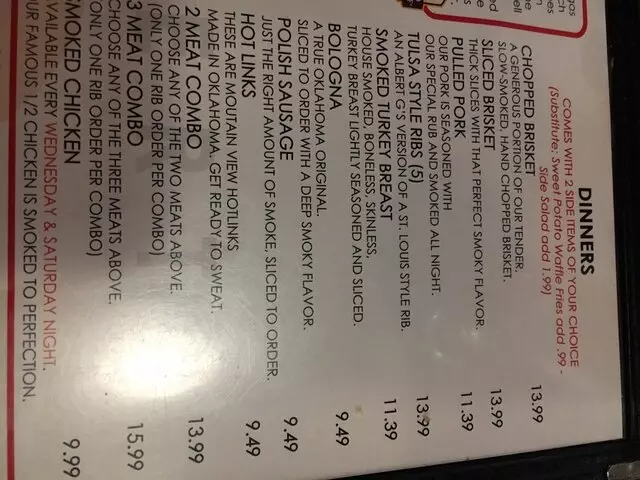 DINNERS
COMES WITH 2 SIDE ITEMS OF YOUR CHOICE
(Substitute: Sweet Potato Waffle Fries add .99 -
Side Salad add 1.99)
CHOPPED BRISKET 13.99
A GENEROUS PORTION OF OUR TENDER,
SLOW-SMOKED, HAND CHOPPED BRISKET.
SLICED BRISKET 13.99
THICK SLICES WITH THAT PERFECT SMOKY FLAVOR.
PULLED PORK 11.39
OUR PORK IS SEASONED WITH
OUR SPECIAL RUB AND SMOKED ALL NIGHT.
TULSA STYLE RIBS (5) 13.99
AN ALBERT G'S VERSION OF A ST. LOUIS STYLE RIB.
SMOKED TURKEY BREAST 11.39
HOUSE SMOKED, BONELESS, SKINLESS,
TURKEY BREAST LIGHTLY SEASONED AND SLICED.
BOLOGNA 9.49
A TRUE OKLAHOMA ORIGINAL.
SLICED TO ORDER WITH A DEEP SMOKY FLAVOR.
POLISH SAUSAGE 9.49
JUST THE RIGHT AMOUNT OF SMOKE, SLICED TO ORDER.
HOT LINKS 9.49
THESE ARE MOUTAIN VIEW HOTLINKS
MADE IN OKLAHOMA. GET READY TO SWEAT.
2 MEAT COMBO 13.99
CHOOSE ANY OF THE TWO MEATS ABOVE.
(ONLY ONE RIB ORDER PER COMBO)
3 MEAT COMBO 15.99
CHOOSE ANY OF THE THREE MEATS ABOVE.
(ONLY ONE RIB ORDER PER COMBO)
SMOKED CHICKEN 9.99
AVAILABLE EVERY WEDNESDAY & SATURDAY NIGHT.
OUR FAMOUS 1/2 CHICKEN IS SMOKED TO PERFECTION.